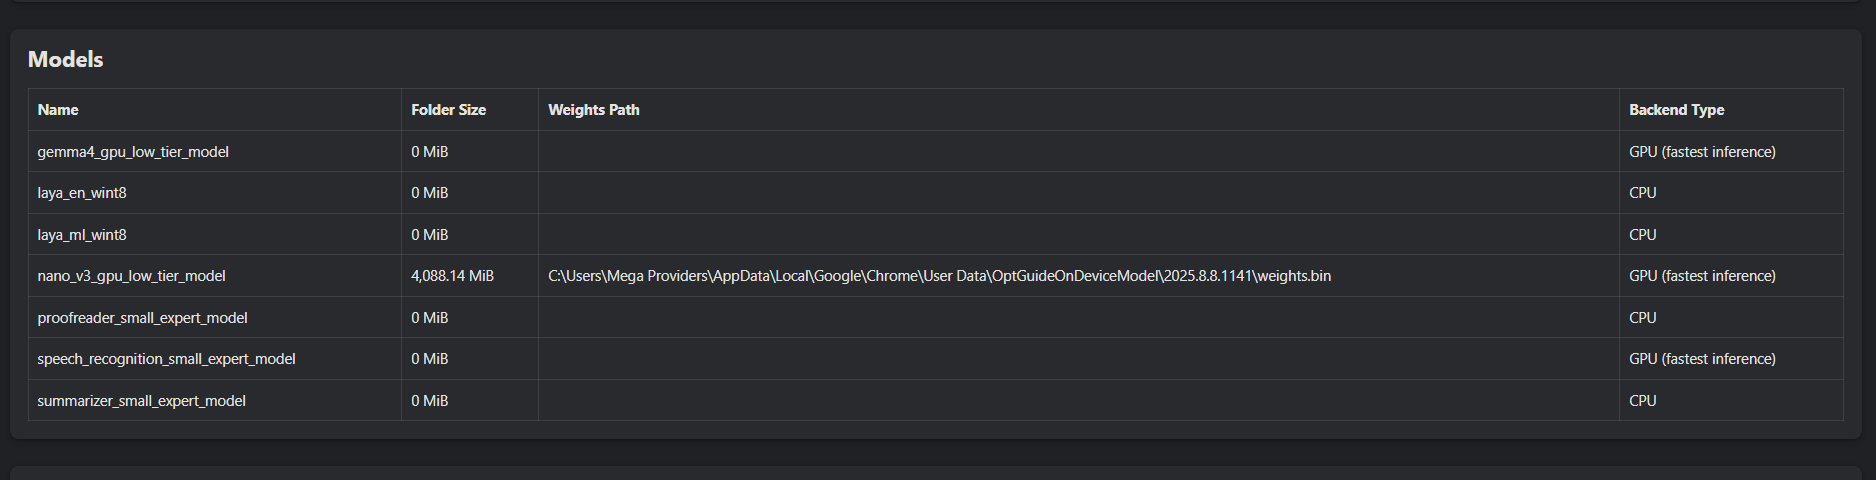 Models
Name Folder Size Weights Path Backend Type
gemma4_gpu_low_tier_model 0 MiB GPU (fastest inference)
laya_en_wint8 0 MiB CPU
laya_ml_wint8 0 MiB CPU
nano_v3_gpu_low_tier_model 4,088.14 MiB C:\Users\Mega Providers\AppData\Local\Google\Chrome\User Data\OptGuideOnDeviceModel\2025.8.8.1141\weights.bin GPU (fastest inference)
proofreader_small_expert_model 0 MiB CPU
speech_recognition_small_expert_model 0 MiB GPU (fastest inference)
summarizer_small_expert_model 0 MiB CPU